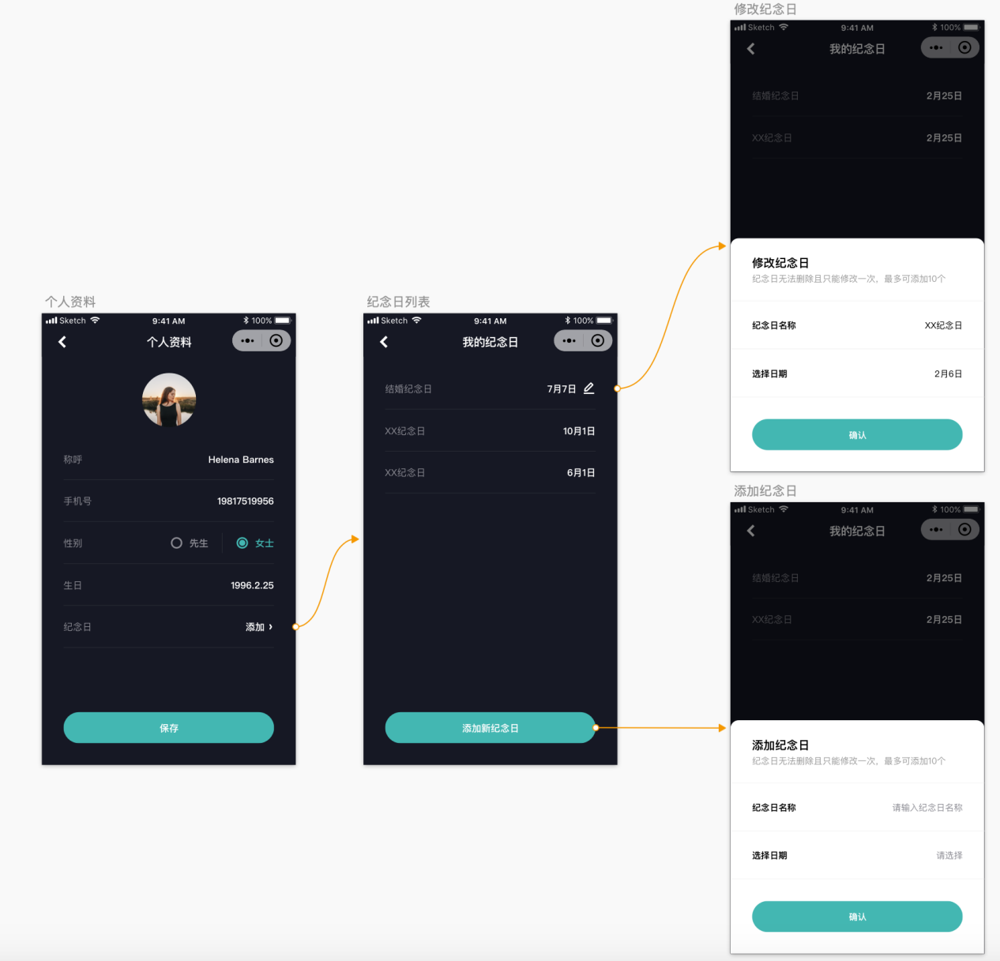 修改纪念日
Sketch 9:41 AM 100%
我的纪念日
结婚纪念日 2月25日
XX纪念日 2月25日
修改纪念日
纪念日无法删除且只能修改一次，最多可添加10个
纪念日名称 XX纪念日
选择日期 2月6日
确认
个人资料
Sketch 9:41 AM 100%
个人资料
称呼 Helena Barnes
手机号 19817519956
性别 先生 女士
生日 1996.2.25
纪念日 添加 ›
保存
纪念日列表
Sketch 9:41 AM 100%
我的纪念日
结婚纪念日 7月7日
XX纪念日 10月1日
XX纪念日 6月1日
添加新纪念日
添加纪念日
Sketch 9:41 AM 100%
我的纪念日
结婚纪念日 2月25日
XX纪念日 2月25日
添加纪念日
纪念日无法删除且只能修改一次，最多可添加10个
纪念日名称 请输入纪念日名称
选择日期 请选择
确认